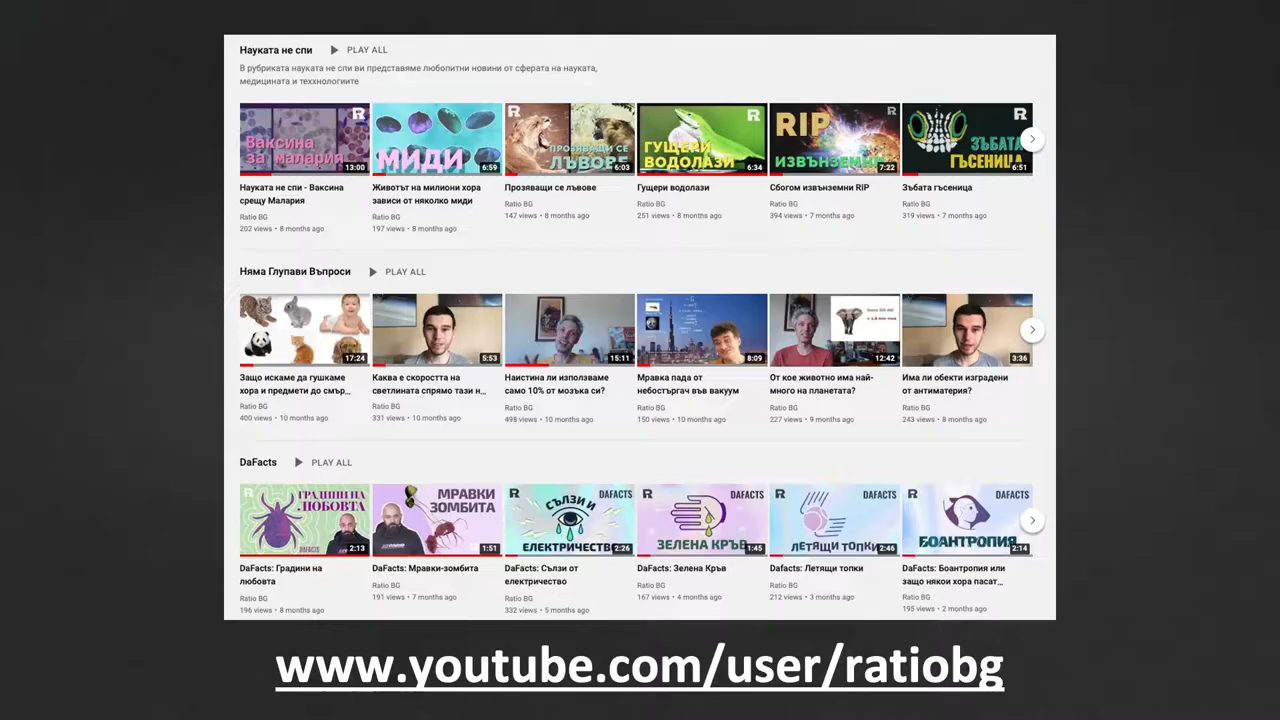 Науката не спи PLAY ALL
В рубриката науката не спи ви представяме любопитни новини от сферата на науката,
медицината и теххнологиите
Ваксина
за малария
13:00
МИДИ
6:59
ПРОЗЯВАЩИ СЕ
ЛЪВОВЕ
6:03
ГУЩЕРИ
ВОДОЛАЗИ
6:34
RIP
ИЗВЪНЗЕМНИ
7:22
ЗЪБАТА
ГЪСЕНИЦА
6:51
Науката не спи - Ваксина
срещу Малария
Ratio BG
202 views • 8 months ago
Животът на милиони хора
зависи от няколко миди
Ratio BG
197 views • 8 months ago
Прозяващи се лъвове
Ratio BG
147 views • 8 months ago
Гущери водолази
Ratio BG
251 views • 8 months ago
Сбогом извънземни RIP
Ratio BG
394 views • 7 months ago
Зъбата гъсеница
Ratio BG
319 views • 7 months ago
Няма Глупави Въпроси PLAY ALL
17:24
5:53
15:11
8:09
12:42
3:36
Защо искаме да гушкаме
хора и предмети до смър...
Ratio BG
400 views • 10 months ago
Каква е скоростта на
светлината спрямо тази н...
Ratio BG
331 views • 10 months ago
Наистина ли използваме
само 10% от мозъка си?
Ratio BG
498 views • 10 months ago
Мравка пада от
небостъргач във вакуум
Ratio BG
150 views • 10 months ago
От кое животно има най-
много на планетата?
Ratio BG
227 views • 9 months ago
Има ли обекти изградени
от антиматерия?
Ratio BG
243 views • 8 months ago
DaFacts PLAY ALL
ГРАДИНИ НА
ЛЮБОВТА
DAFACTS
2:13
МРАВКИ
ЗОМБИТА
1:51
DAFACTS
СЪЛЗИ И
ЕЛЕКТРИЧЕСТВО
2:26
DAFACTS
ЗЕЛЕНА КРЪВ
1:45
DAFACTS
ЛЕТЯЩИ ТОПКИ
2:46
DAFACTS
БОАНТРОПИЯ
2:14
DaFacts: Градини на
любовта
Ratio BG
196 views • 8 months ago
DaFacts: Мравки-зомбита
Ratio BG
191 views • 7 months ago
DaFacts: Сълзи от
електричество
Ratio BG
332 views • 5 months ago
DaFacts: Зелена Кръв
Ratio BG
167 views • 4 months ago
Dafacts: Летящи топки
Ratio BG
212 views • 3 months ago
DaFacts: Боантропия или
защо някои хора пасат...
Ratio BG
195 views • 2 months ago
www.youtube.com/user/ratiobg